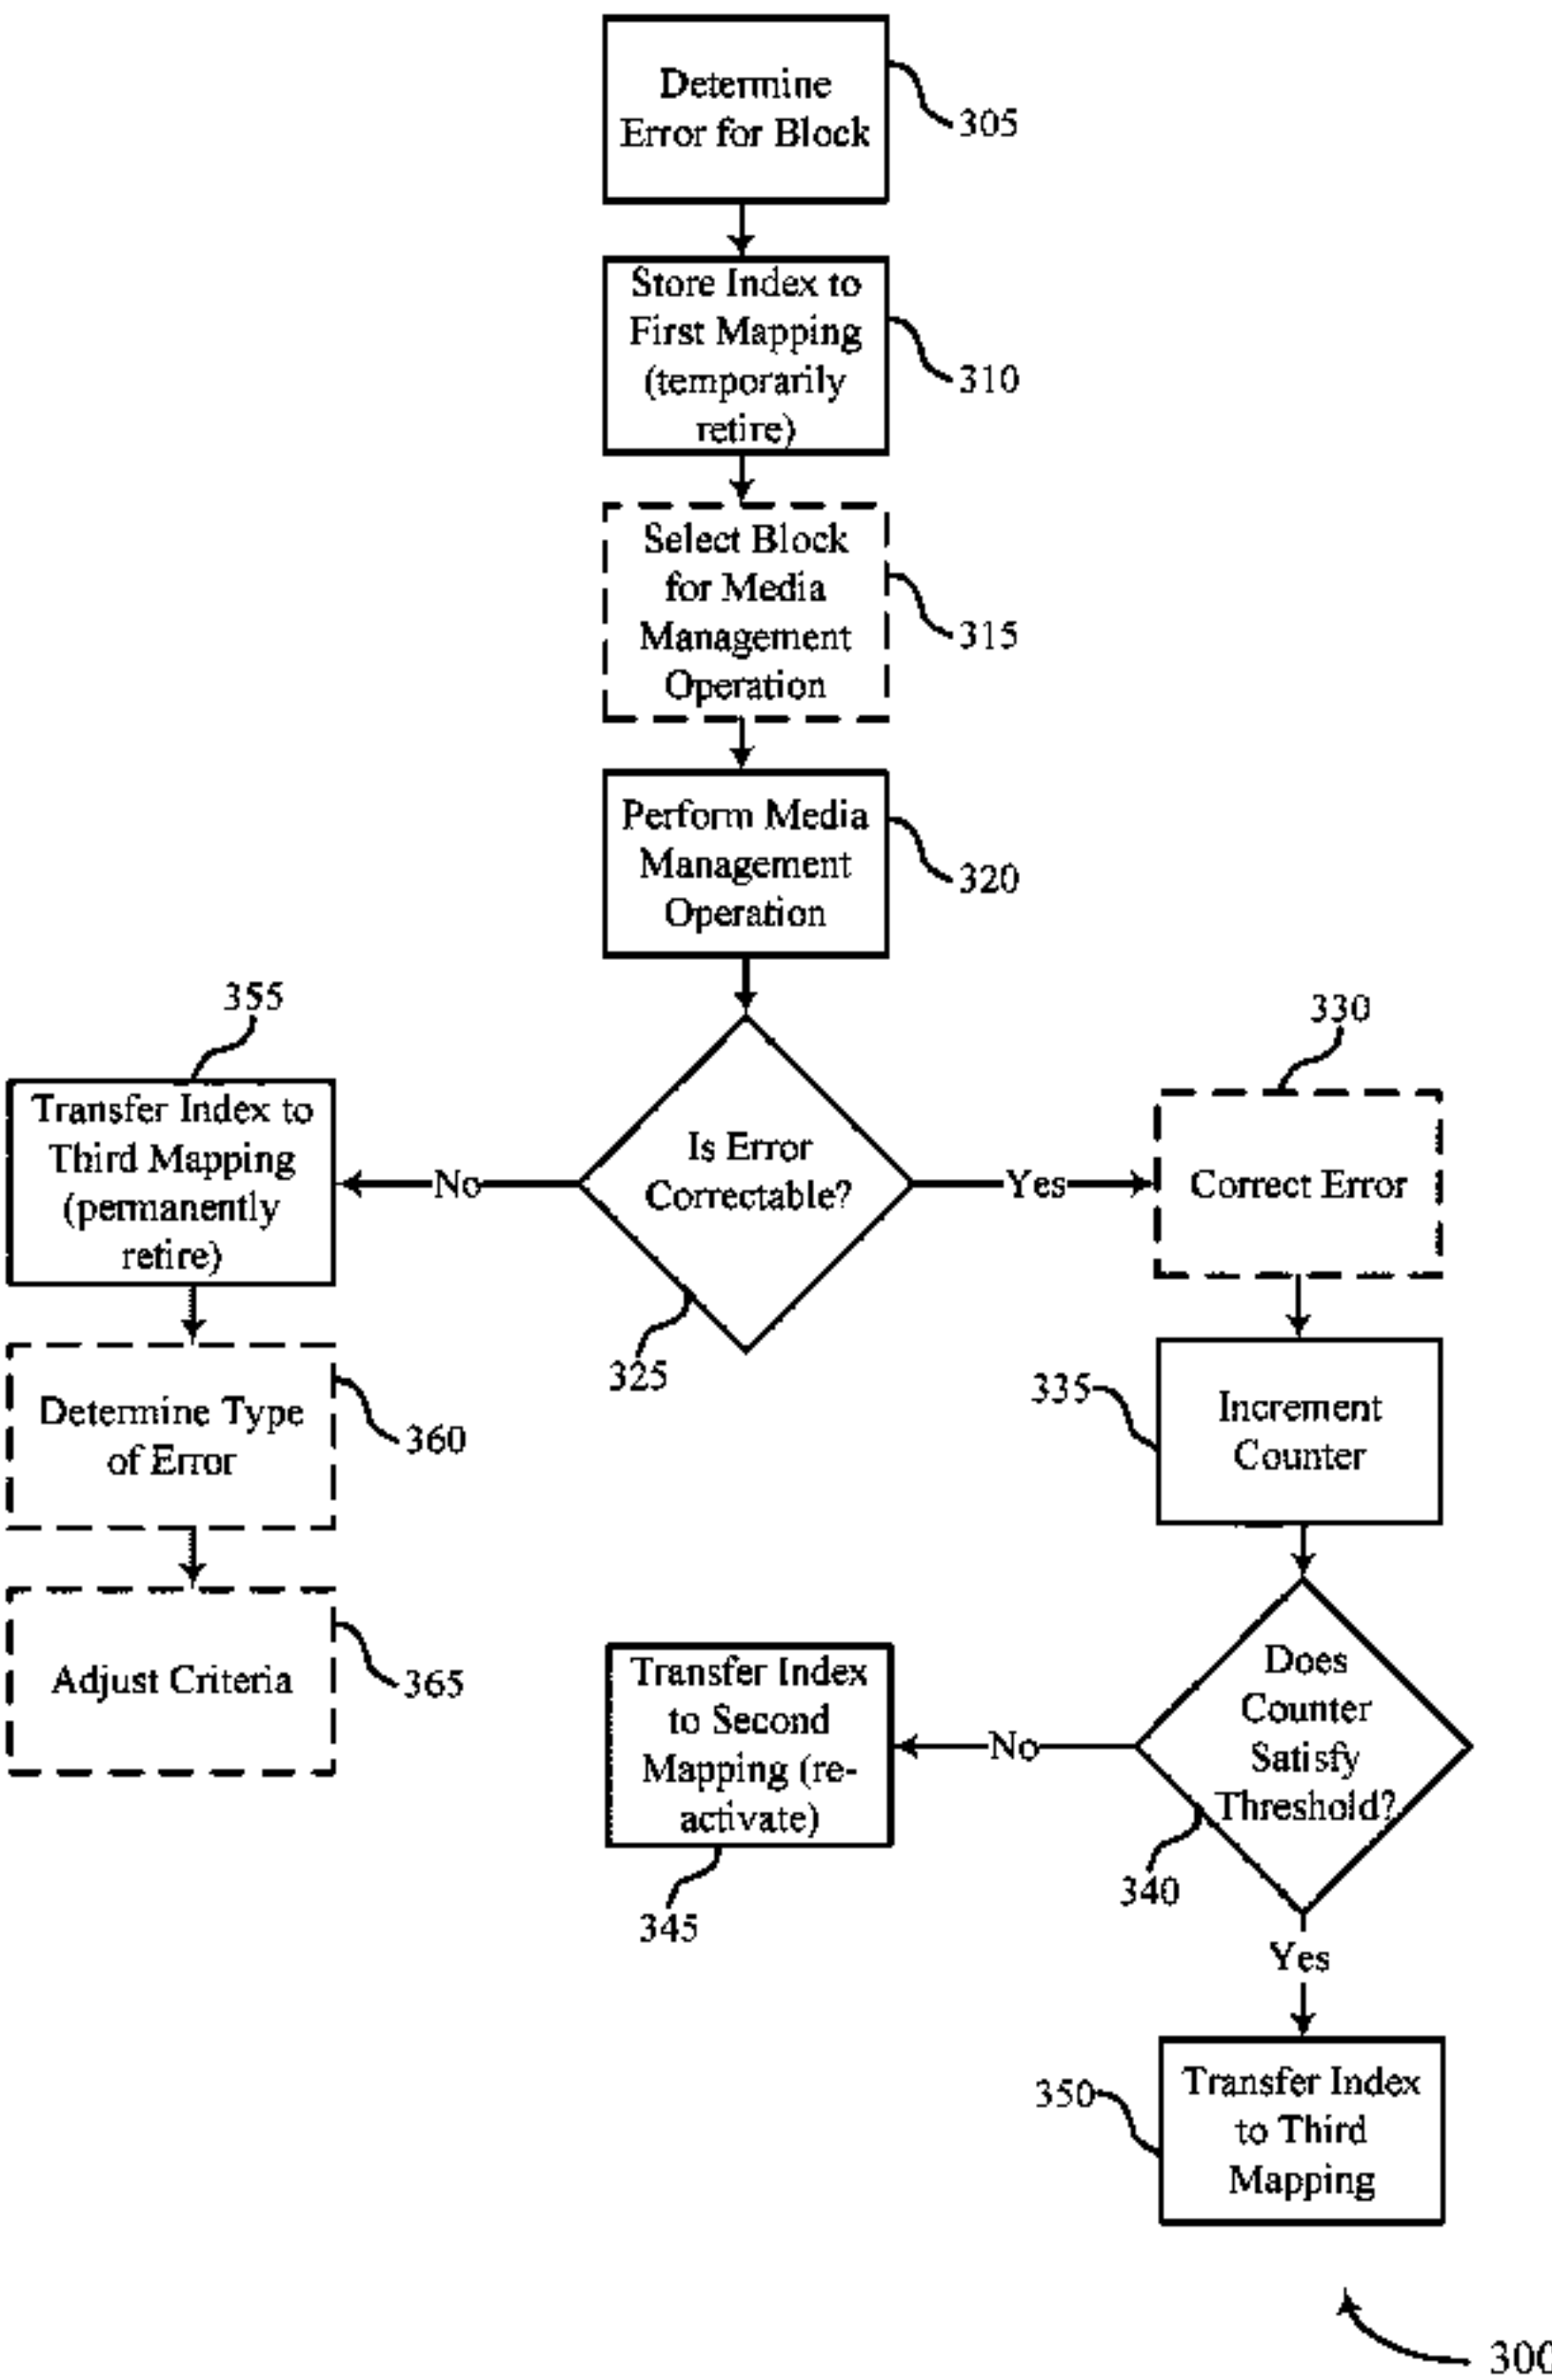 Determine
Error for Block
305
Store Index to
First Mapping
(temporarily
retire)
310
Select Block
for Media
Management
Operation
315
Perform Media
Management
Operation
320
355
330
Transfer Index to
Third Mapping
(permanently
retire)
No
Is Error
Correctable?
Yes
Correct Error
325
335
Increment
Counter
Determine Type
of Error
360
Adjust Criteria
365
Transfer Index
to Second
Mapping (re-
activate)
No
Does
Counter
Satisfy
Threshold?
340
345
Yes
350
Transfer Index
to Third
Mapping
300